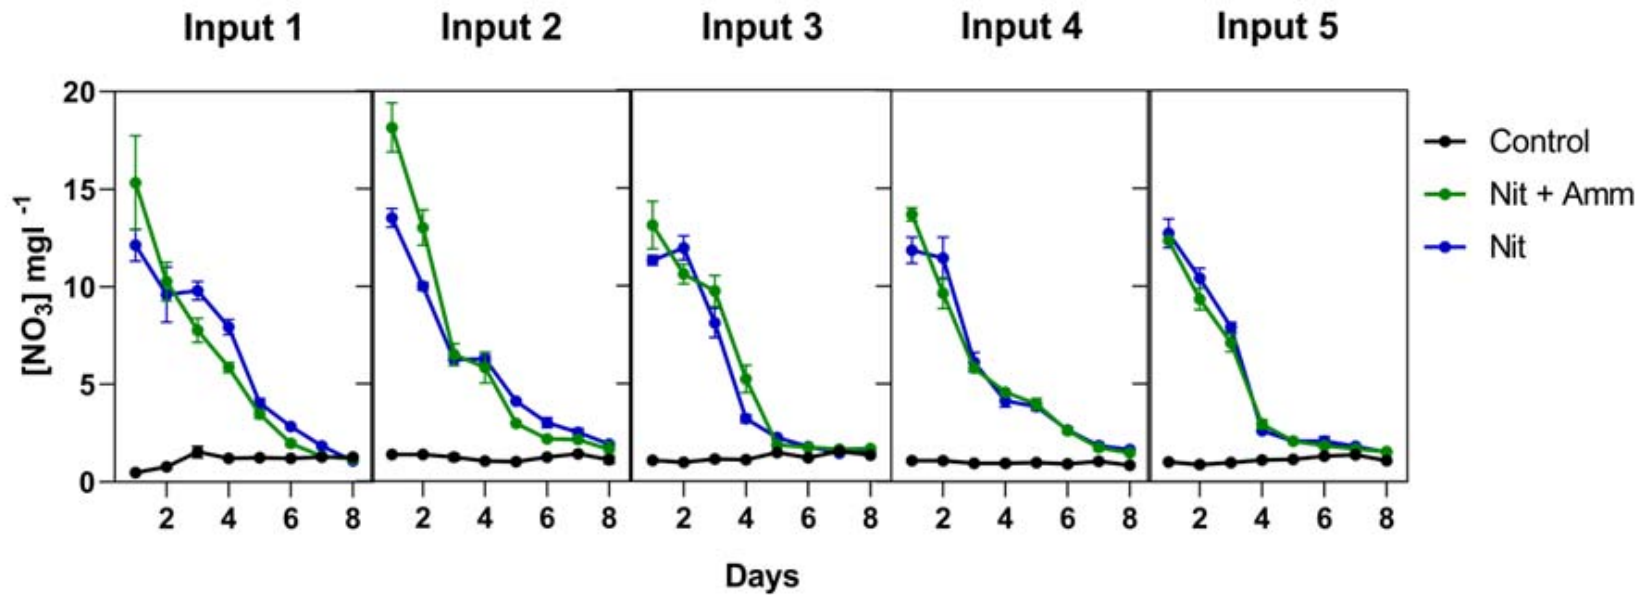 Input 1 Input 2 Input 3 Input 4 Input 5
20
15
10
5
0
[NO3] mgl -1
2 4 6 8 2 4 6 8 2 4 6 8 2 4 6 8 2 4 6 8
Days
Control
Nit + Amm
Nit